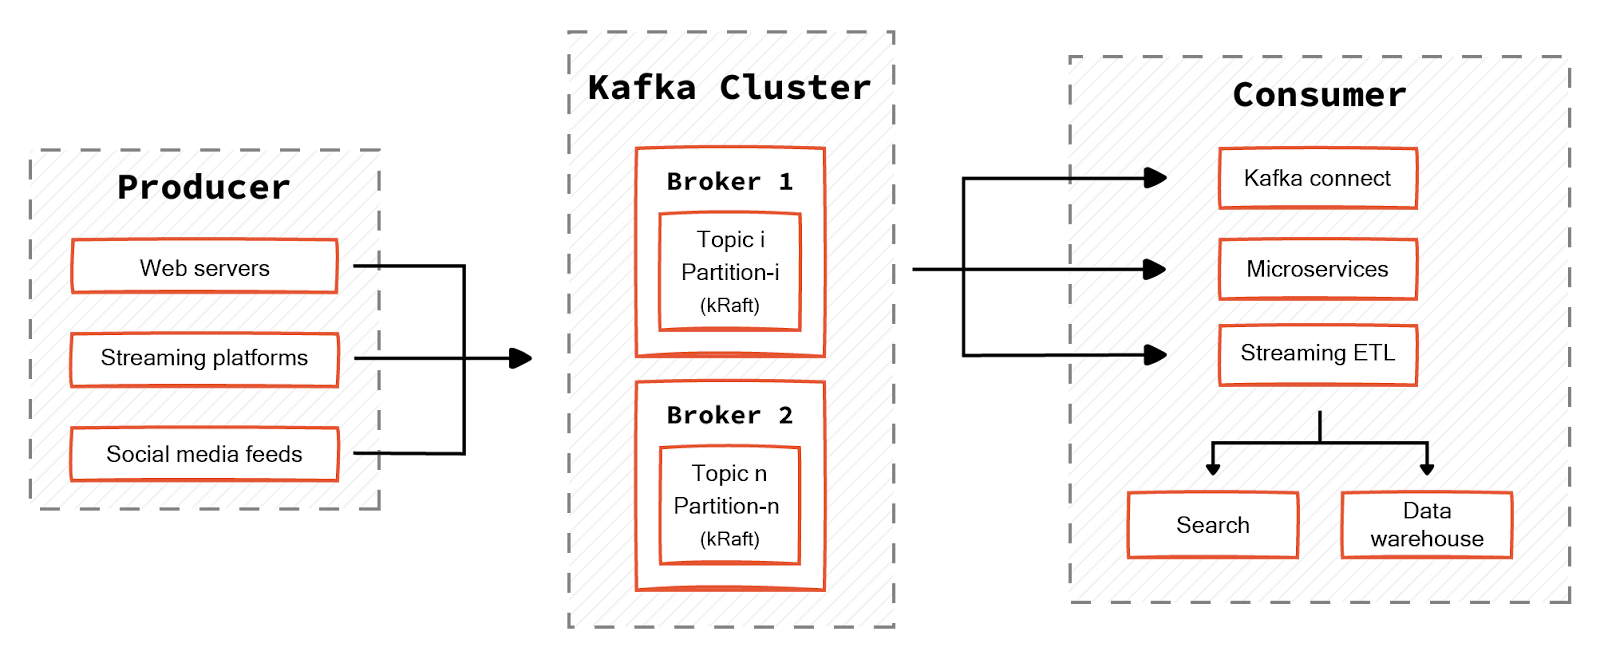 Producer
Web servers
Streaming platforms
Social media feeds
Kafka Cluster
Broker 1
Topic i
Partition-i
(kRaft)
Broker 2
Topic n
Partition-n
(kRaft)
Consumer
Kafka connect
Microservices
Streaming ETL
Search
Data
warehouse